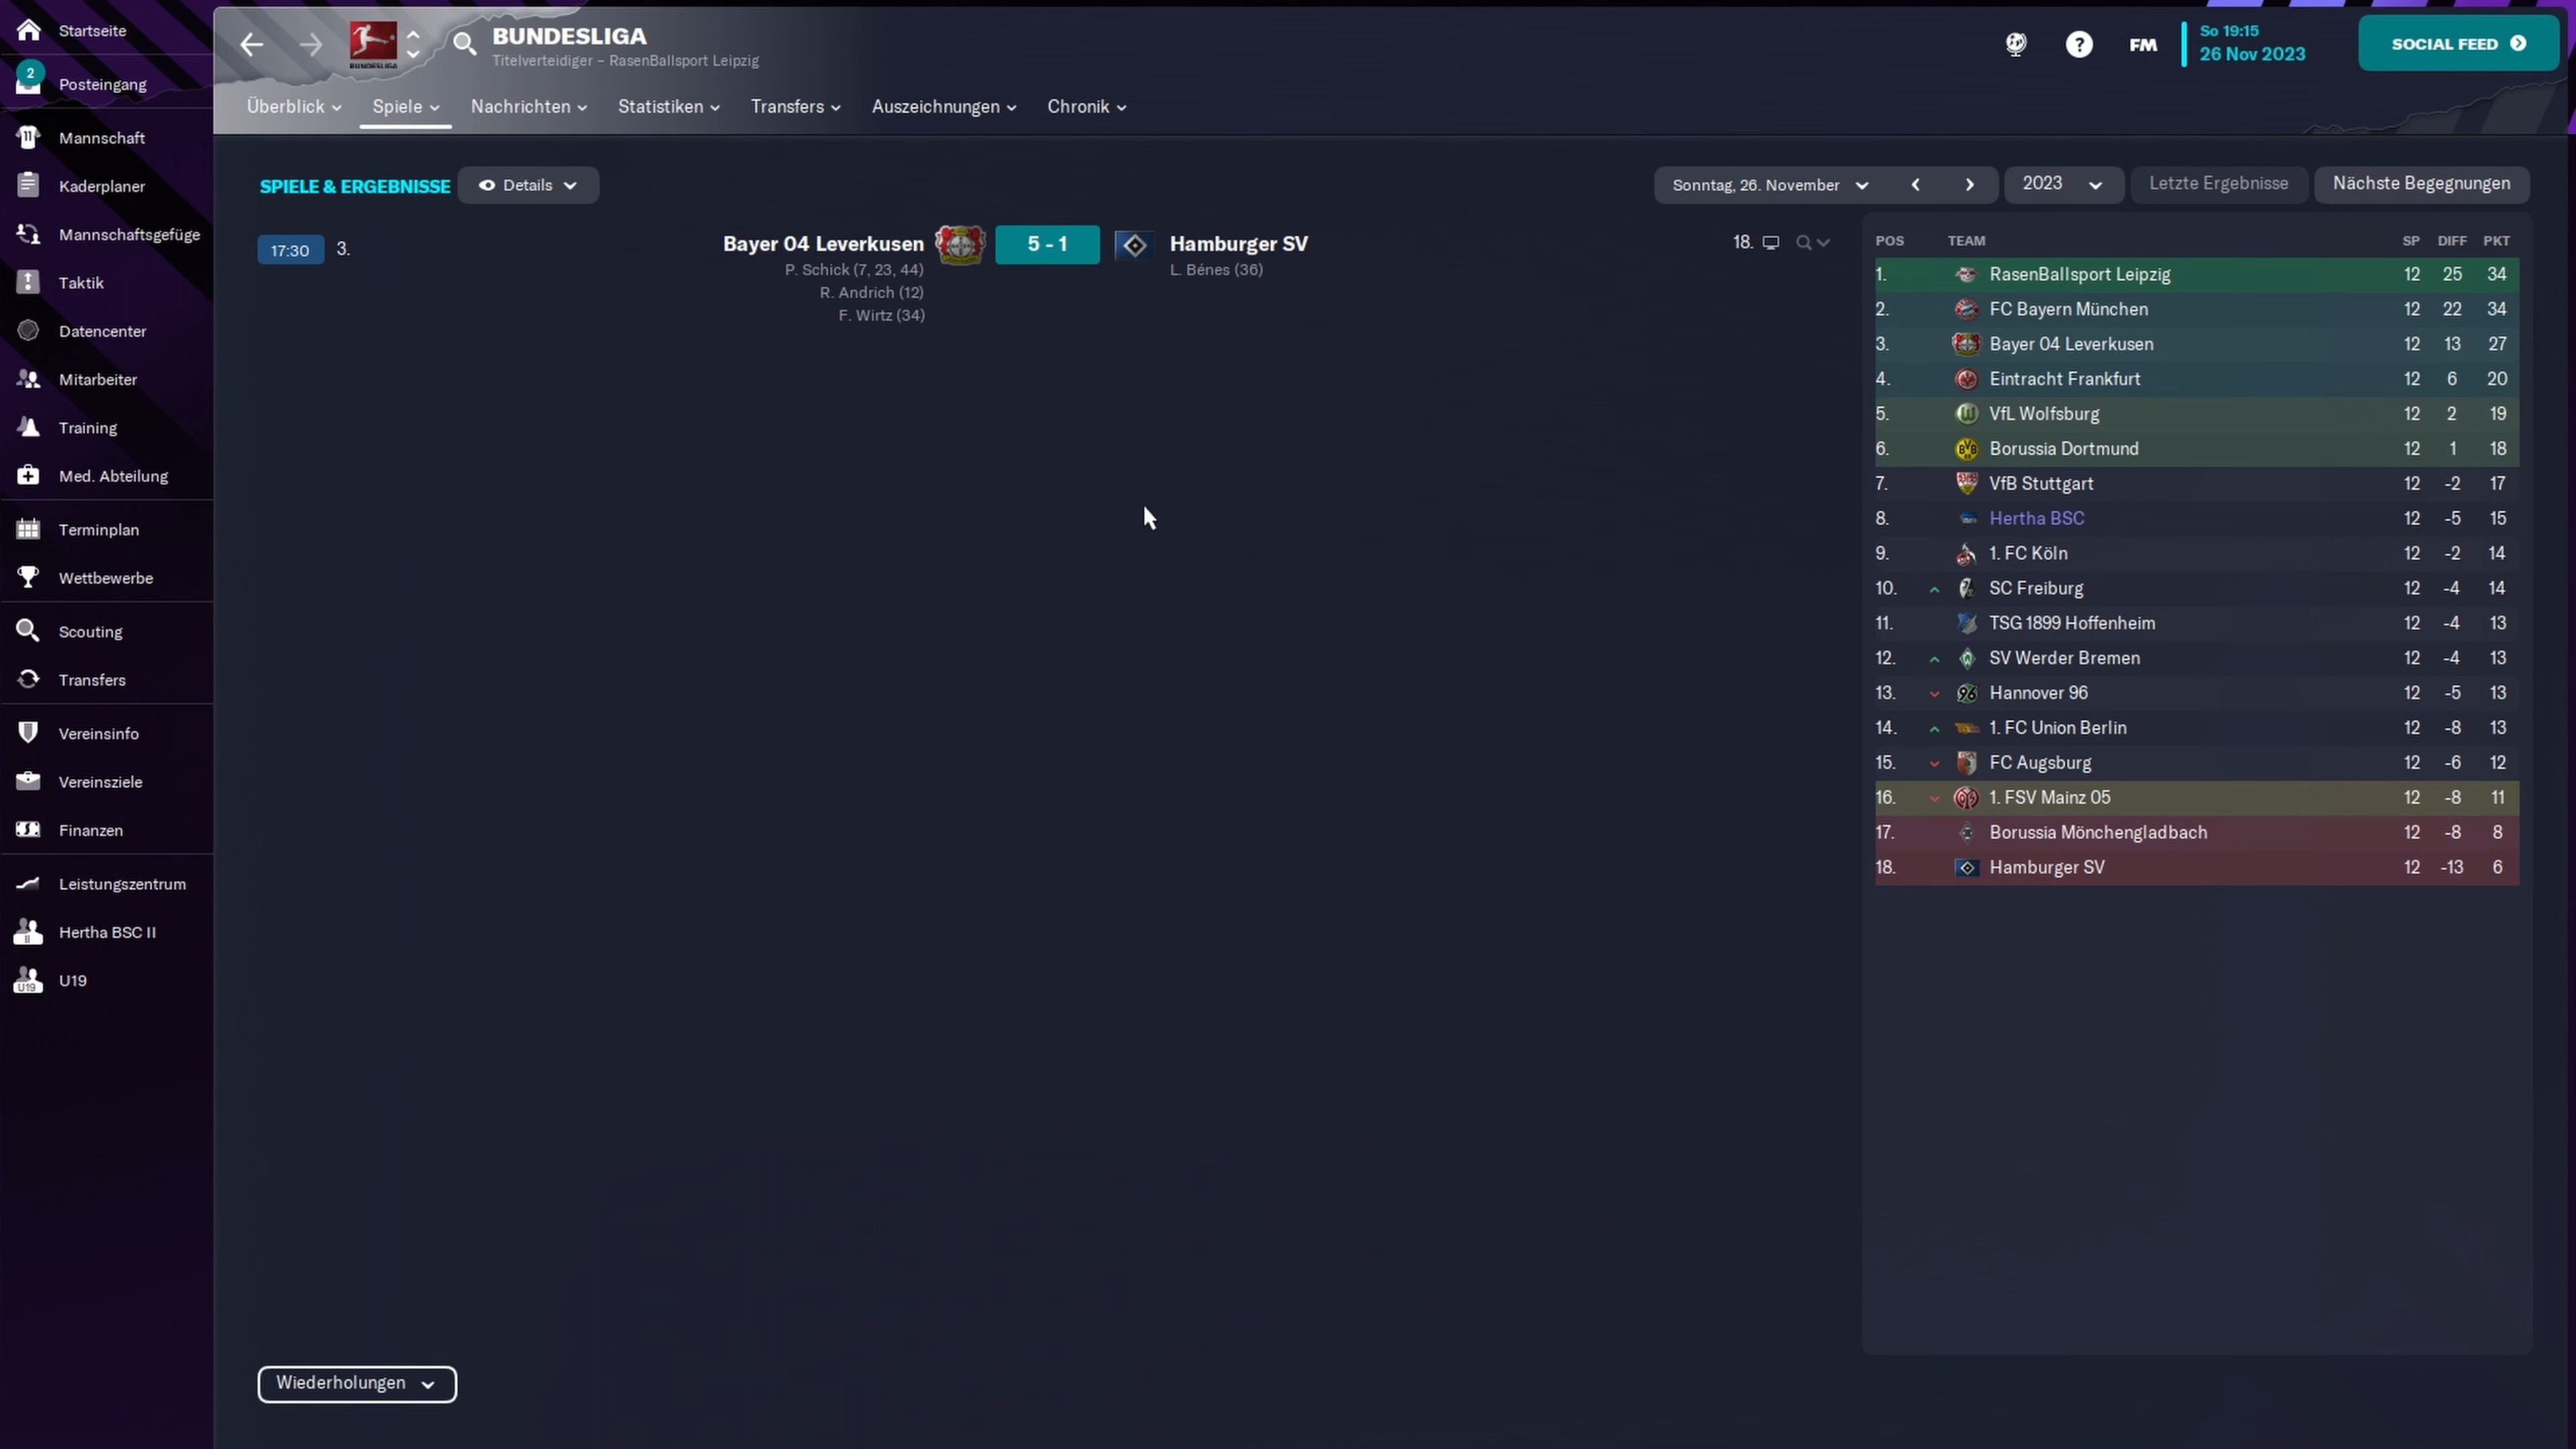 Startseite
2
Posteingang
Mannschaft
Kaderplaner
Mannschaftsgefüge
Taktik
Datencenter
Mitarbeiter
Training
Med. Abteilung
Terminplan
Wettbewerbe
Scouting
Transfers
Vereinsinfo
Vereinsziele
Finanzen
Leistungszentrum
Hertha BSC II
U19
BUNDESLIGA
Titelverteidiger – RasenBallsport Leipzig
FM
So 19:15
26 Nov 2023
SOCIAL FEED
Überblick Spiele Nachrichten Statistiken Transfers Auszeichnungen Chronik
SPIELE & ERGEBNISSE Details
Sonntag, 26. November 2023 Letzte Ergebnisse Nächste Begegnungen
17:30 3. Bayer 04 Leverkusen 5 - 1 Hamburger SV 18.
P. Schick (7, 23, 44) L. Bénes (36)
R. Andrich (12)
F. Wirtz (34)
POS TEAM SP DIFF PKT
1. RasenBallsport Leipzig 12 25 34
2. FC Bayern München 12 22 34
3. Bayer 04 Leverkusen 12 13 27
4. Eintracht Frankfurt 12 6 20
5. VfL Wolfsburg 12 2 19
6. Borussia Dortmund 12 1 18
7. VfB Stuttgart 12 -2 17
8. Hertha BSC 12 -5 15
9. 1. FC Köln 12 -2 14
10. SC Freiburg 12 -4 14
11. TSG 1899 Hoffenheim 12 -4 13
12. SV Werder Bremen 12 -4 13
13. Hannover 96 12 -5 13
14. 1. FC Union Berlin 12 -8 13
15. FC Augsburg 12 -6 12
16. 1. FSV Mainz 05 12 -8 11
17. Borussia Mönchengladbach 12 -8 8
18. Hamburger SV 12 -13 6
Wiederholungen